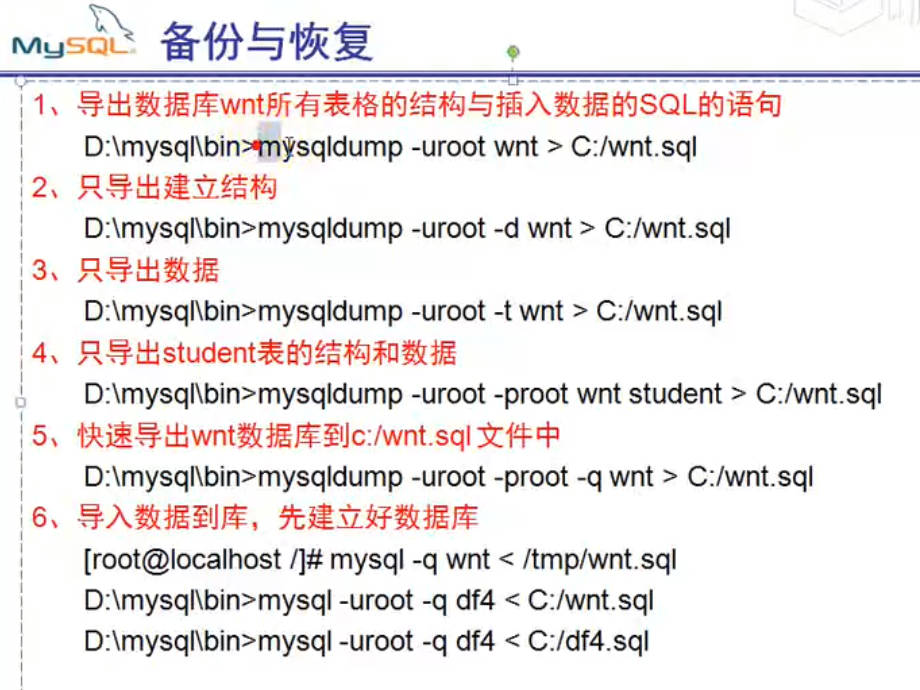 MySQL 备份与恢复
1、导出数据库wnt所有表格的结构与插入数据的SQL的语句
D:\mysql\bin>mysqldump -uroot wnt > C:/wnt.sql
2、只导出建立结构
D:\mysql\bin>mysqldump -uroot -d wnt > C:/wnt.sql
3、只导出数据
D:\mysql\bin>mysqldump -uroot -t wnt > C:/wnt.sql
4、只导出student表的结构和数据
D:\mysql\bin>mysqldump -uroot -proot wnt student > C:/wnt.sql
5、快速导出wnt数据库到c:/wnt.sql 文件中
D:\mysql\bin>mysqldump -uroot -proot -q wnt > C:/wnt.sql
6、导入数据到库，先建立好数据库
[root@localhost /]# mysql -q wnt < /tmp/wnt.sql
D:\mysql\bin>mysql -uroot -q df4 < C:/wnt.sql
D:\mysql\bin>mysql -uroot -q df4 < C:/df4.sql